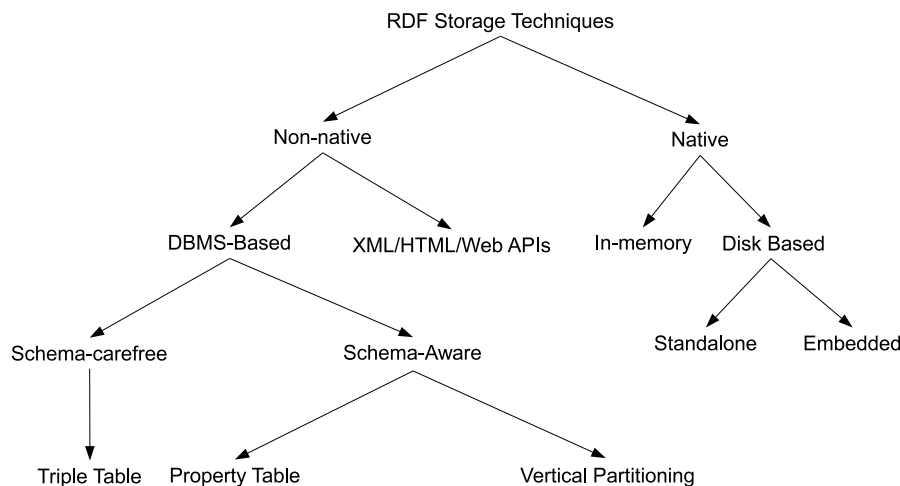 RDF Storage Techniques
Non-native
Native
DBMS-Based
XML/HTML/Web APIs
In-memory
Disk Based
Schema-carefree
Schema-Aware
Standalone
Embedded
Triple Table
Property Table
Vertical Partitioning